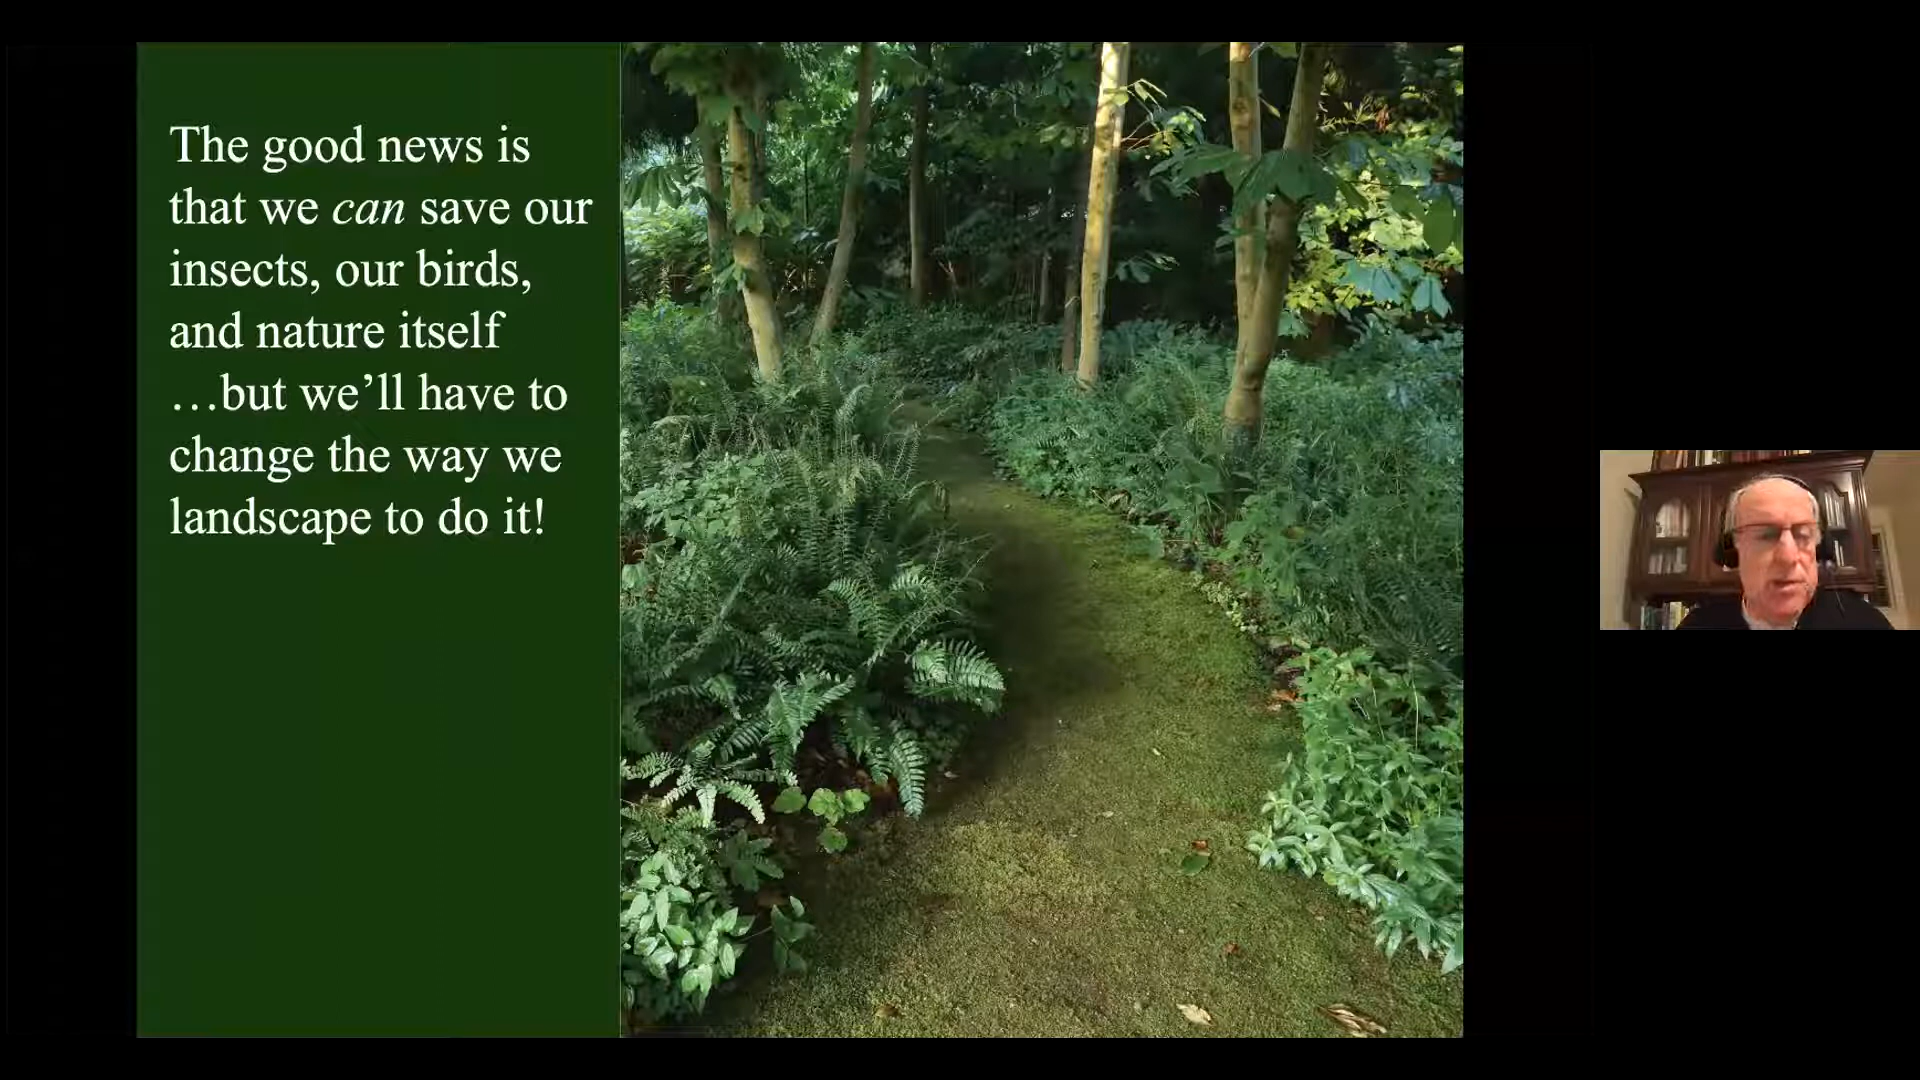 The good news is
that we can save our
insects, our birds,
and nature itself
…but we’ll have to
change the way we
landscape to do it!